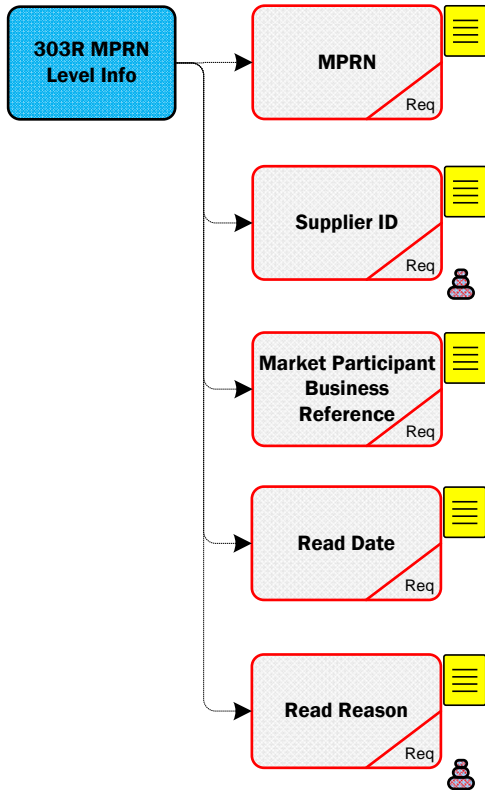 303R MPRN
Level Info
MPRN
Req
Supplier ID
Req
Market Participant
Business
Reference
Req
Read Date
Req
Read Reason
Req